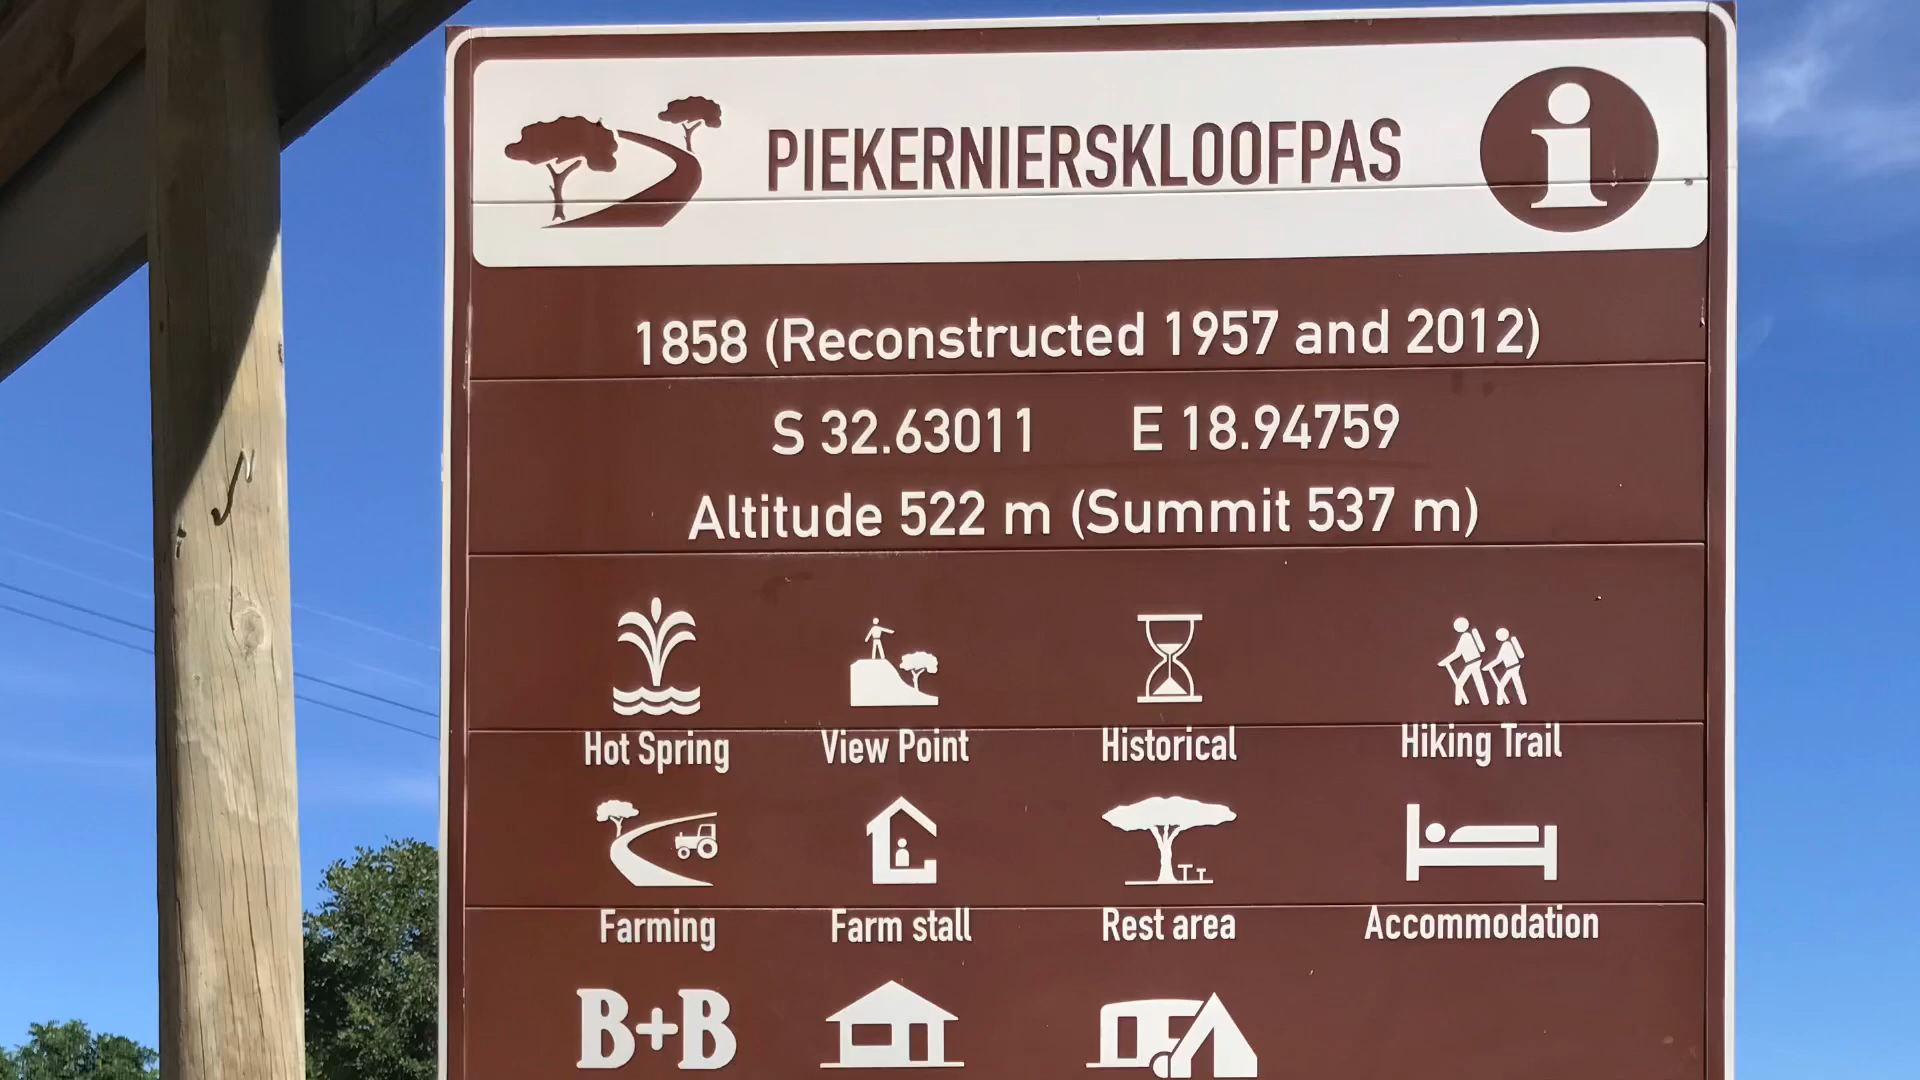 PIEKERNIERSKLOOFPAS
1858 (Reconstructed 1957 and 2012)
S 32.63011 E 18.94759
Altitude 522 m (Summit 537 m)
Hot Spring View Point Historical Hiking Trail
Farming Farm stall Rest area Accommodation
B+B